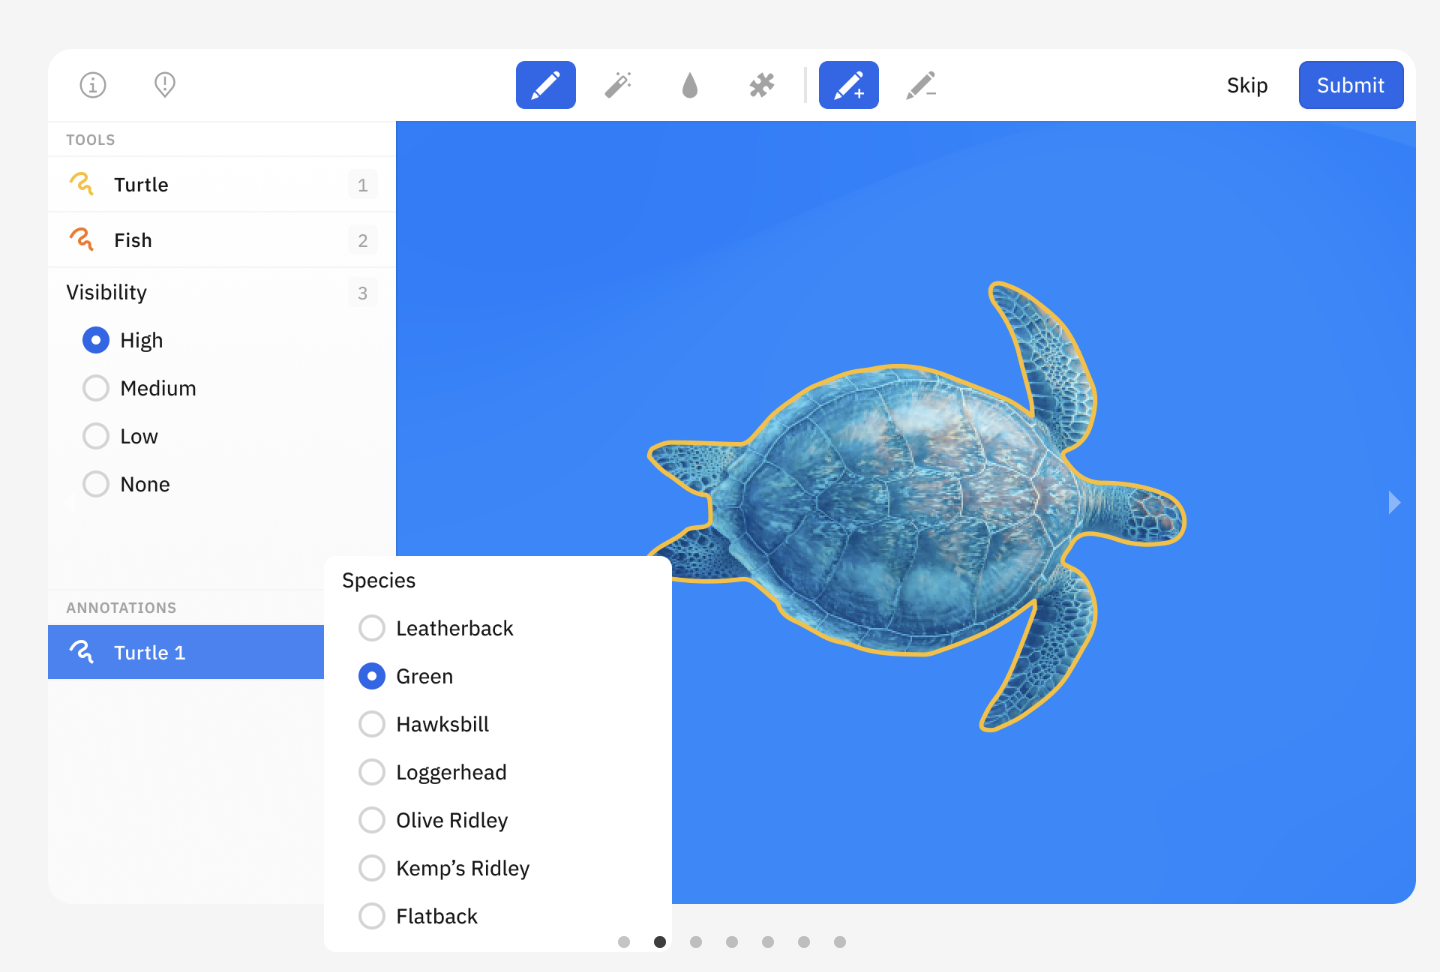 Skip
Submit
TOOLS
Turtle 1
Fish 2
Visibility 3
High
Medium
Low
None
ANNOTATIONS
Turtle 1
Species
Leatherback
Green
Hawksbill
Loggerhead
Olive Ridley
Kemp’s Ridley
Flatback